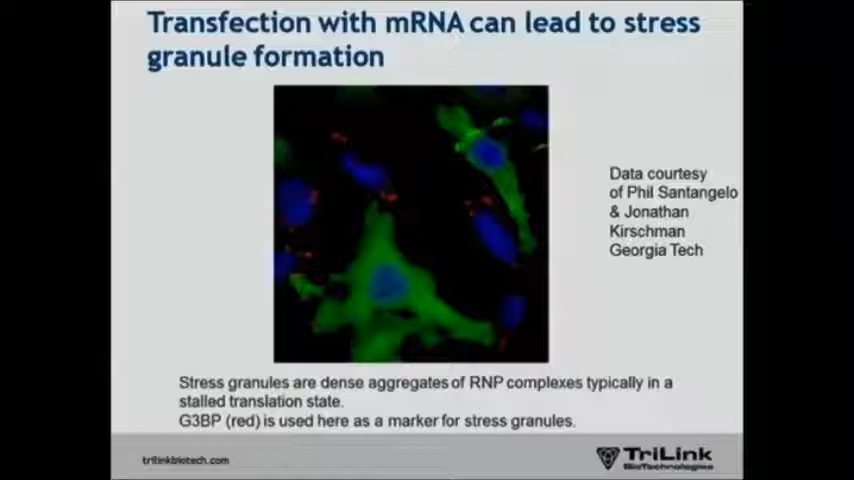 Transfection with mRNA can lead to stress
granule formation
Data courtesy
of Phil Santangelo
& Jonathan
Kirschman
Georgia Tech
Stress granules are dense aggregates of RNP complexes typically in a
stalled translation state.
G3BP (red) is used here as a marker for stress granules.
trilinkbiotech.com
TriLink
BioTechnologies